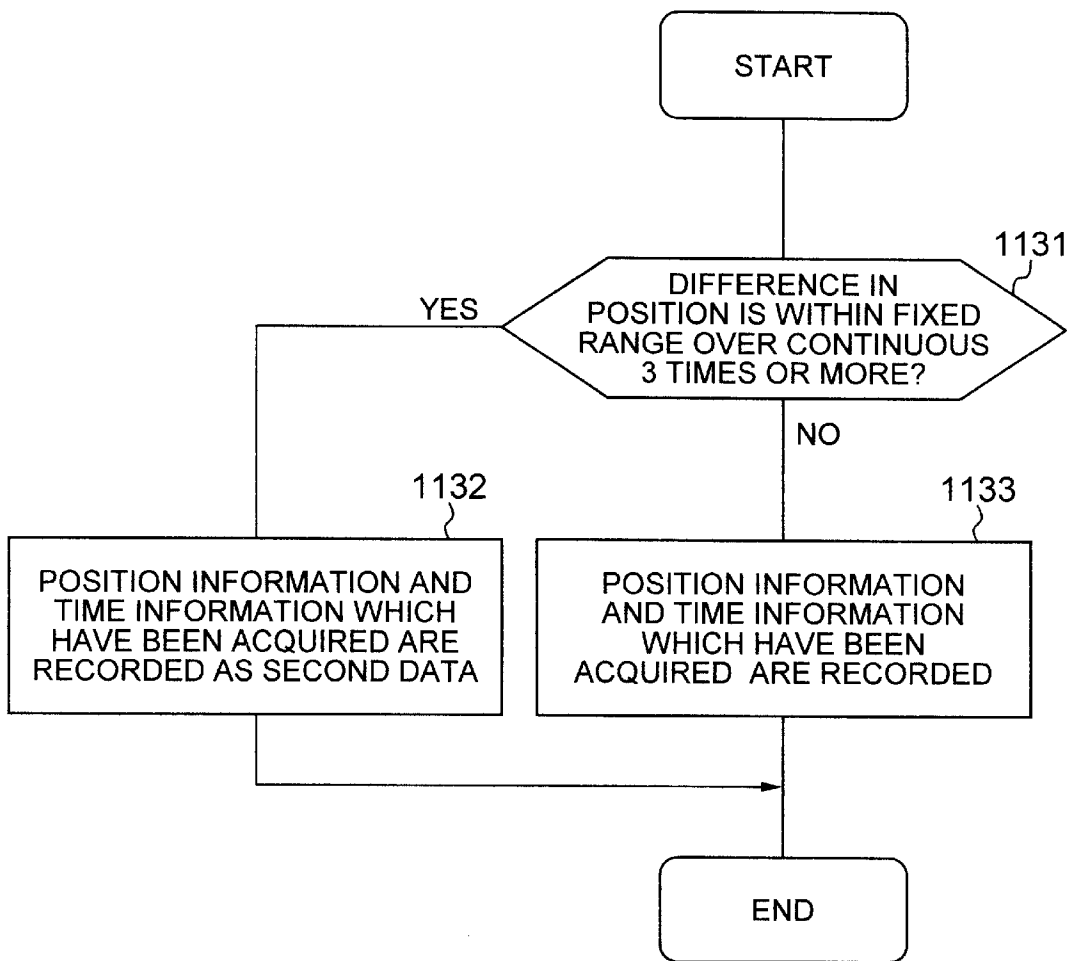 START
1131
DIFFERENCE IN
POSITION IS WITHIN FIXED
RANGE OVER CONTINUOUS
3 TIMES OR MORE?
YES
NO
1132
POSITION INFORMATION AND
TIME INFORMATION WHICH
HAVE BEEN ACQUIRED ARE
RECORDED AS SECOND DATA
1133
POSITION INFORMATION
AND TIME INFORMATION
WHICH HAVE BEEN
ACQUIRED ARE RECORDED
END